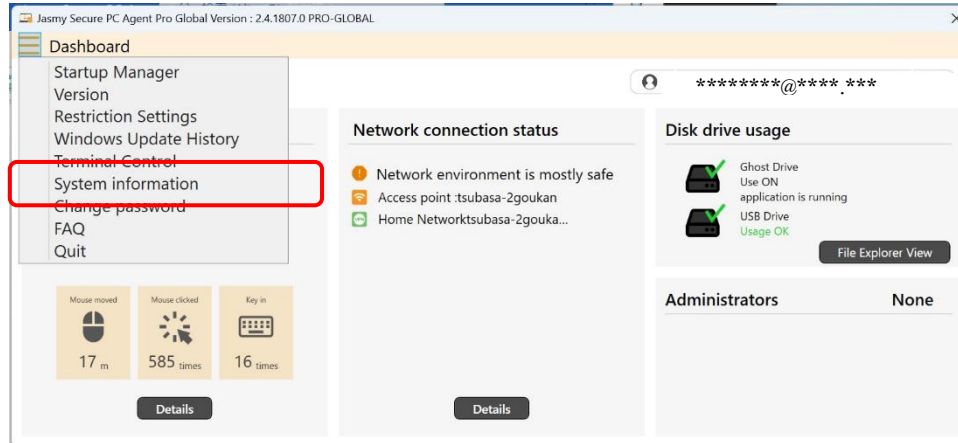 Jasmy Secure PC Agent Pro Global Version : 2.4.1807.0 PRO-GLOBAL
Dashboard
Startup Manager
Version
Restriction Settings
Windows Update History
Terminal Control
System information
Change password
FAQ
Quit
********@****.***
Mouse moved
17 m
Mouse clicked
585 times
Key in
16 times
Details
Network connection status
Network environment is mostly safe
Access point :tsubasa-2goukan
Home Networktsubasa-2gouka...
Details
Disk drive usage
Ghost Drive
Use ON
application is running
USB Drive
Usage OK
File Explorer View
Administrators None